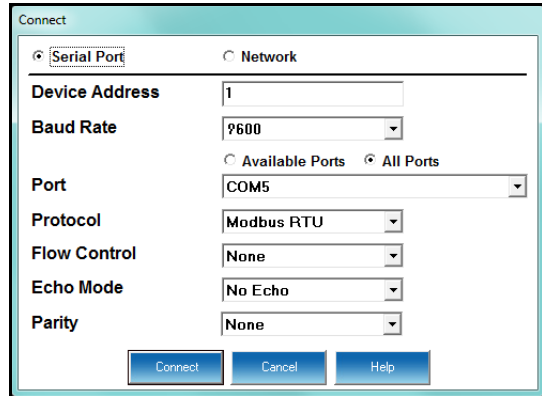 Connect
Serial Port Network
Device Address 1
Baud Rate 9600
Available Ports All Ports
Port COM5
Protocol Modbus RTU
Flow Control None
Echo Mode No Echo
Parity None
Connect Cancel Help